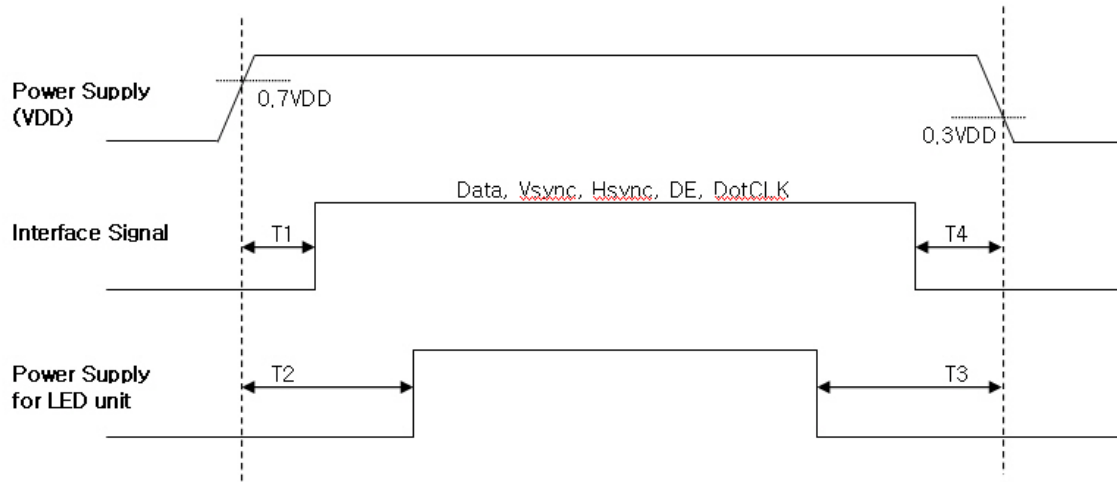 Power Supply
(VDD)
0.7VDD
0.3VDD
Data, Vsync, Hsync, DE, DotCLK
Interface Signal
T1
T4
Power Supply
for LED unit
T2
T3